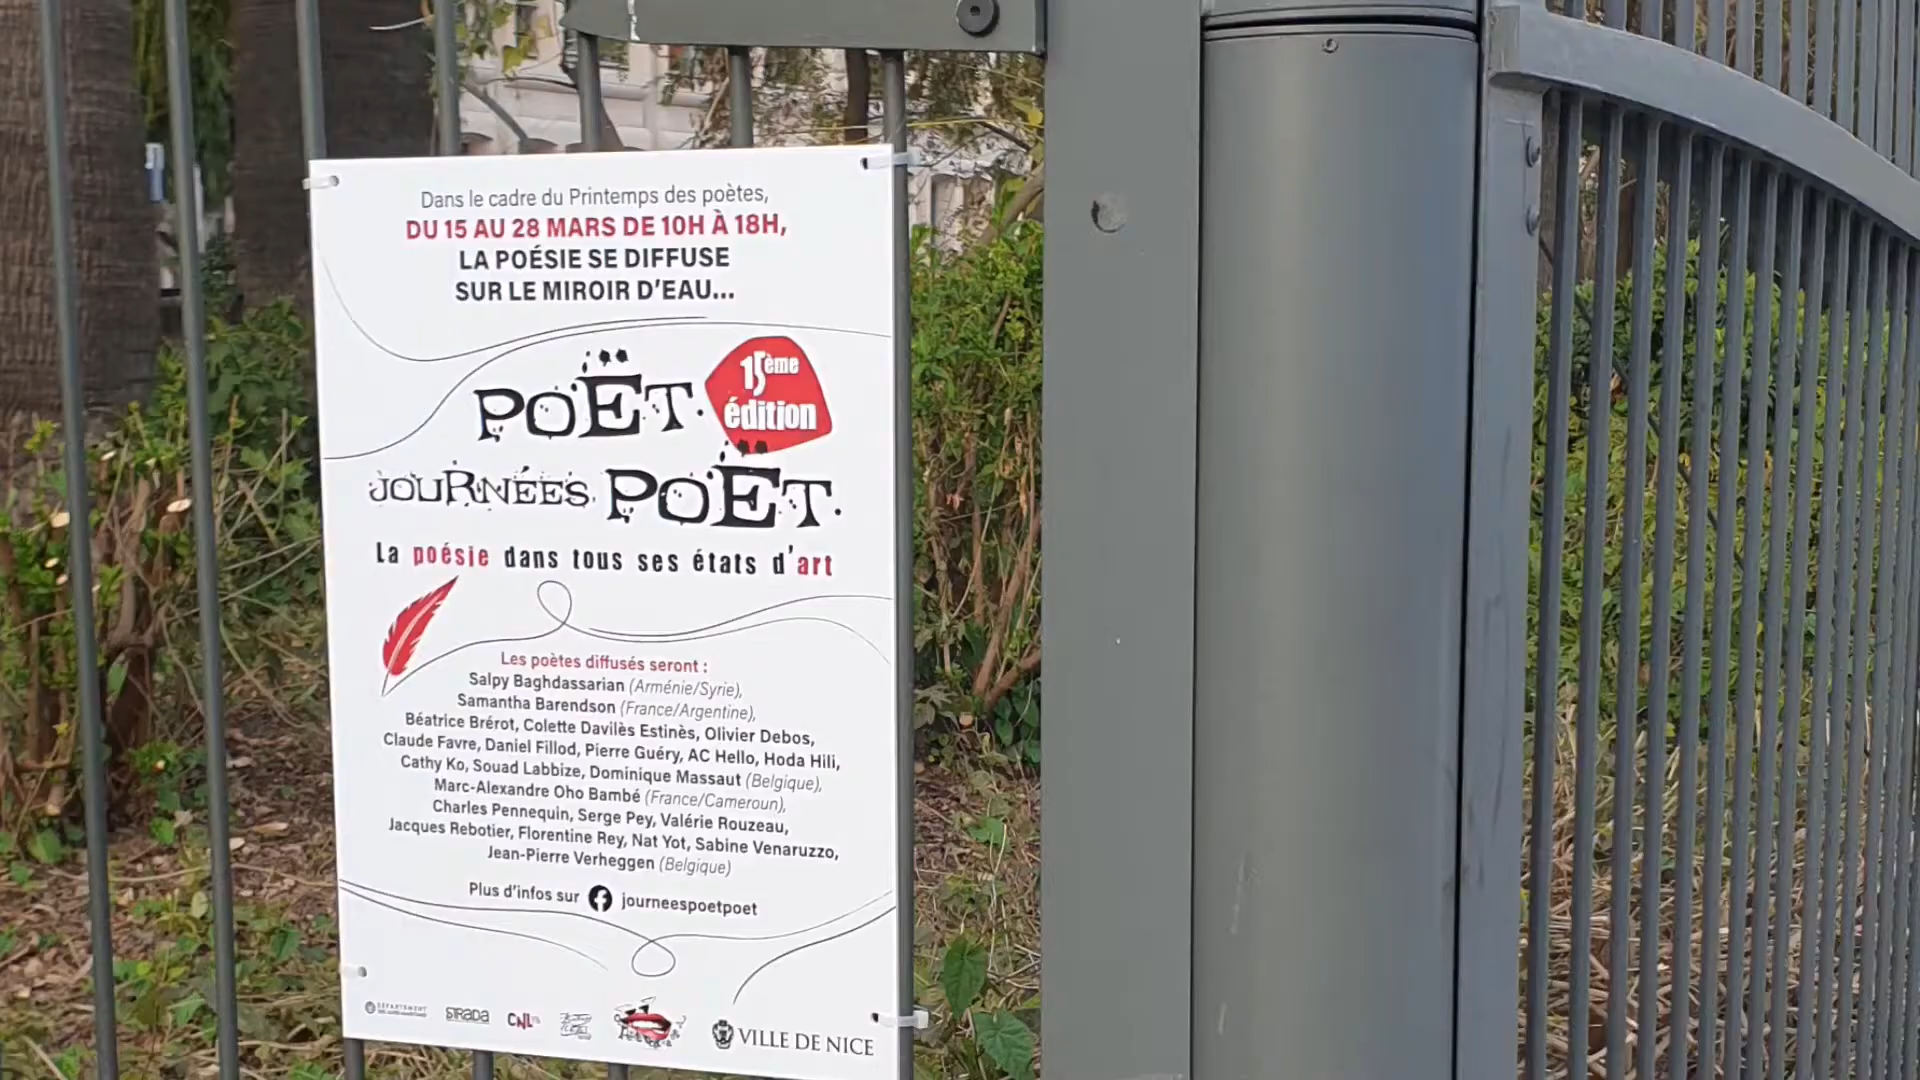 Dans le cadre du Printemps des poètes,
DU 15 AU 28 MARS DE 10H À 18H,
LA POÉSIE SE DIFFUSE
SUR LE MIROIR D'EAU...
POËT
15ème
édition
JOURNÉES POËT
La poésie dans tous ses états d'art
Les poètes diffusés seront :
Salpy Baghdassarian (Arménie/Syrie),
Samantha Barendson (France/Argentine),
Béatrice Brérot, Colette Davilès Estinès, Olivier Debos,
Claude Favre, Daniel Fillod, Pierre Guéry, AC Hello, Hoda Hili,
Cathy Ko, Souad Labbize, Dominique Massaut (Belgique),
Marc-Alexandre Oho Bambé (France/Cameroun),
Charles Pennequin, Serge Pey, Valérie Rouzeau,
Jacques Rebotier, Florentine Rey, Nat Yot, Sabine Venaruzzo,
Jean-Pierre Verheggen (Belgique)
Plus d'infos sur journeespoetpoet
DÉPARTEMENT
STRADA
CNL
VILLE DE NICE